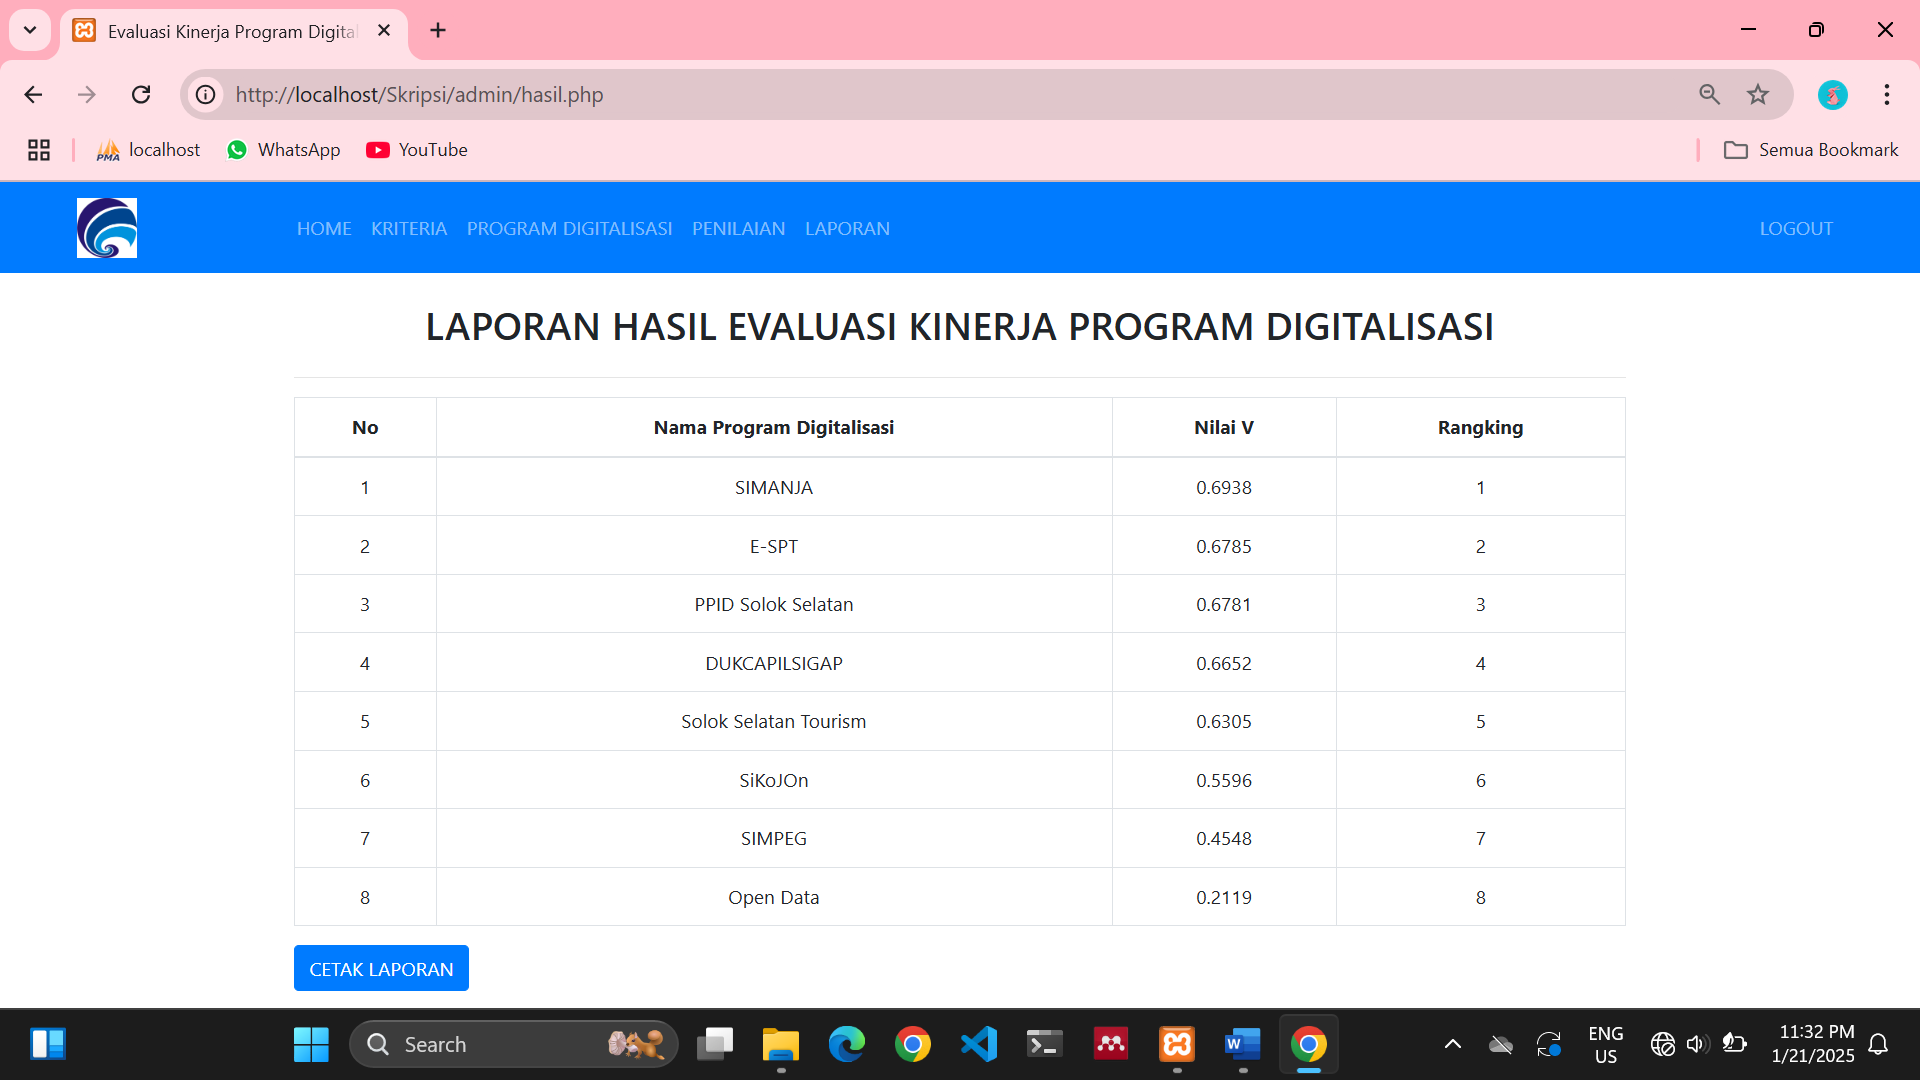 Evaluasi Kinerja Program Digital
http://localhost/Skripsi/admin/hasil.php
PMA localhost WhatsApp YouTube Semua Bookmark
HOME KRITERIA PROGRAM DIGITALISASI PENILAIAN LAPORAN LOGOUT
LAPORAN HASIL EVALUASI KINERJA PROGRAM DIGITALISASI
No Nama Program Digitalisasi Nilai V Rangking
1 SIMANJA 0.6938 1
2 E-SPT 0.6785 2
3 PPID Solok Selatan 0.6781 3
4 DUKCAPILSIGAP 0.6652 4
5 Solok Selatan Tourism 0.6305 5
6 SiKoJOn 0.5596 6
7 SIMPEG 0.4548 7
8 Open Data 0.2119 8
CETAK LAPORAN
Search ENG 11:32 PM
US 1/21/2025